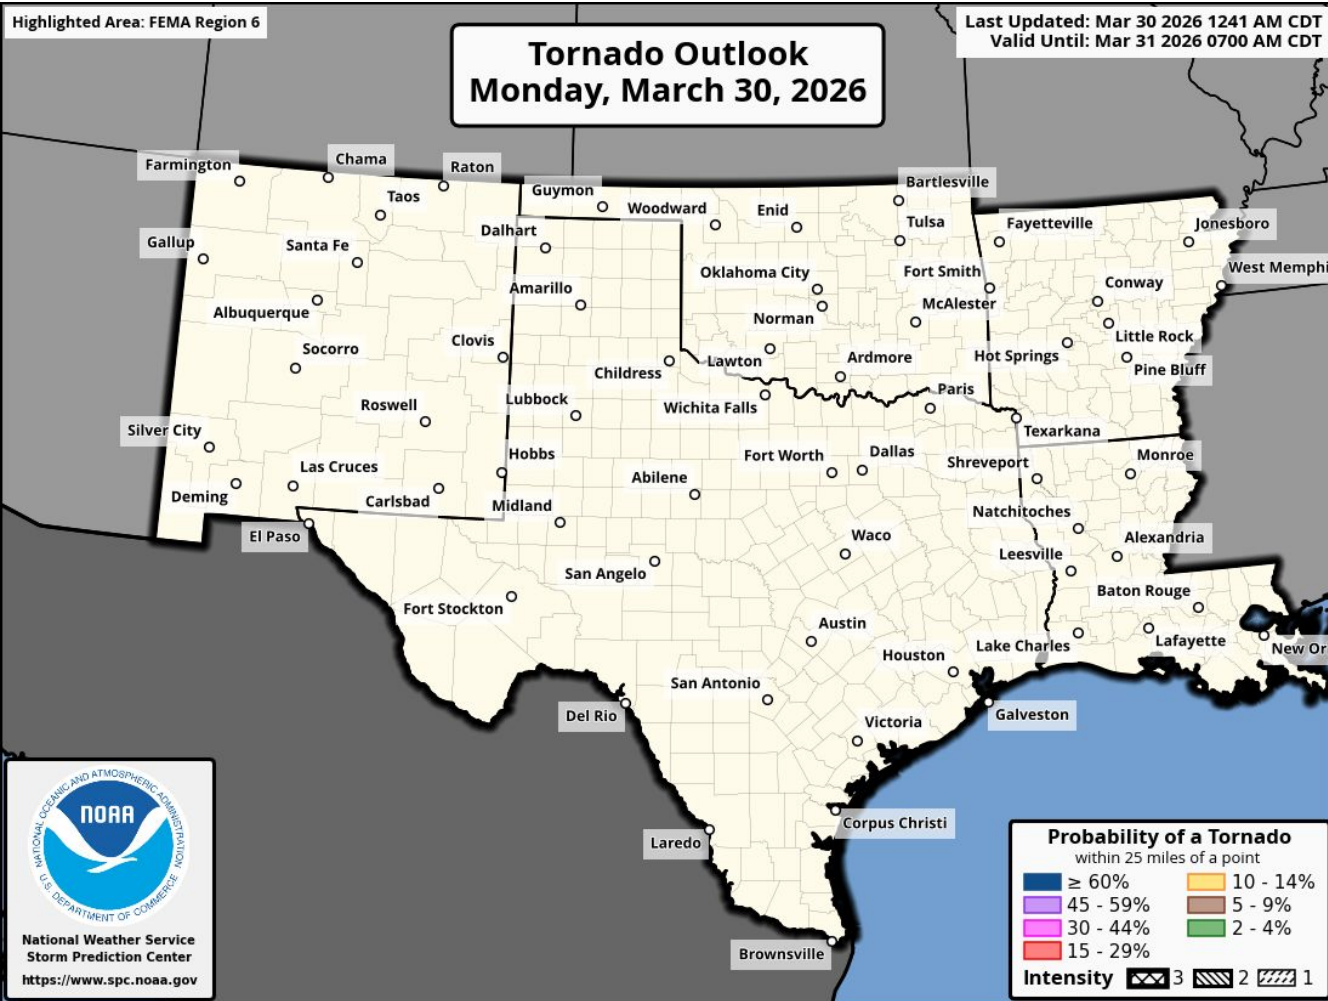 Highlighted Area: FEMA Region 6
Last Updated: Mar 30 2026 1241 AM CDT
Valid Until: Mar 31 2026 0700 AM CDT
Tornado Outlook
Monday, March 30, 2026
Farmington
Chama
Raton
Taos
Guymon
Woodward
Enid
Bartlesville
Tulsa
Fayetteville
Jonesboro
Gallup
Santa Fe
Dalhart
Oklahoma City
Fort Smith
West Memphi
Amarillo
Conway
Albuquerque
Norman
McAlester
Socorro
Clovis
Lawton
Ardmore
Hot Springs
Little Rock
Childress
Pine Bluff
Roswell
Lubbock
Wichita Falls
Paris
Silver City
Texarkana
Las Cruces
Hobbs
Fort Worth
Dallas
Shreveport
Monroe
Deming
Carlsbad
Midland
Abilene
Natchitoches
El Paso
Waco
Leesville
Alexandria
San Angelo
Baton Rouge
Fort Stockton
Austin
Lake Charles
Lafayette
New Or
Houston
San Antonio
Del Rio
Victoria
Galveston
Corpus Christi
Laredo
Brownsville
NATIONAL OCEANIC AND ATMOSPHERIC ADMINISTRATION
NOAA
U.S. DEPARTMENT OF COMMERCE
National Weather Service
Storm Prediction Center
https://www.spc.noaa.gov
Probability of a Tornado
within 25 miles of a point
≥ 60%
10 - 14%
45 - 59%
5 - 9%
30 - 44%
2 - 4%
15 - 29%
Intensity 3 2 1